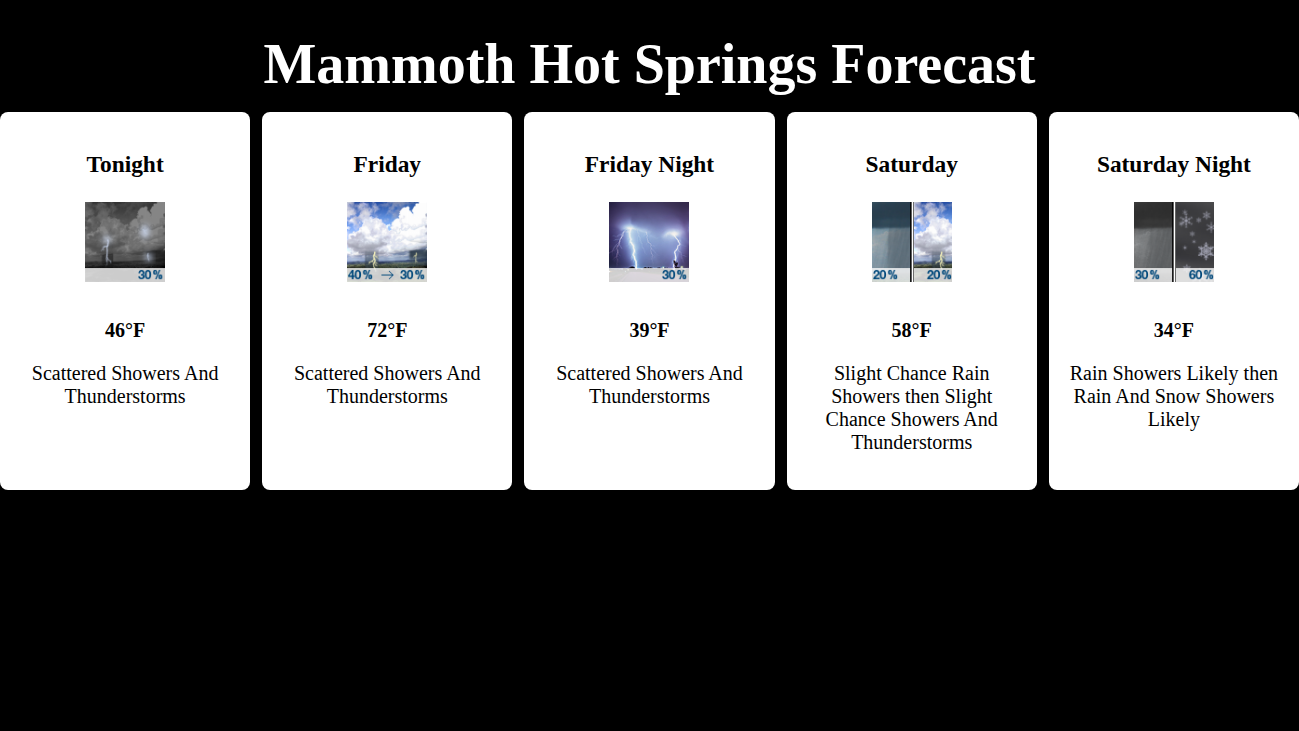 Mammoth Hot Springs Forecast
Tonight
30%
46°F
Scattered Showers And
Thunderstorms
Friday
40% → 30%
72°F
Scattered Showers And
Thunderstorms
Friday Night
30%
39°F
Scattered Showers And
Thunderstorms
Saturday
20% 20%
58°F
Slight Chance Rain
Showers then Slight
Chance Showers And
Thunderstorms
Saturday Night
30% 60%
34°F
Rain Showers Likely then
Rain And Snow Showers
Likely